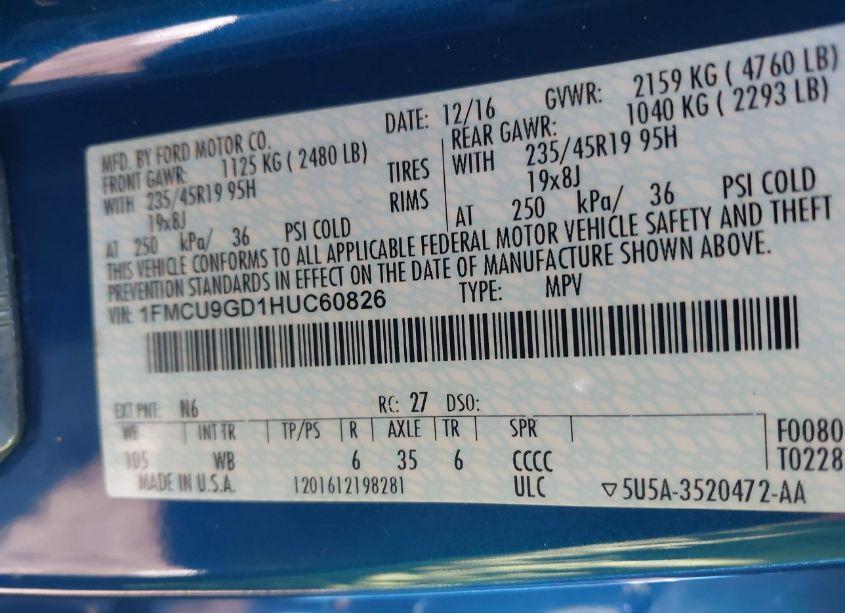 MFD. BY FORD MOTOR CO. DATE: 12/16 GVWR: 2159 KG ( 4760 LB)
FRONT GAWR: 1125 KG ( 2480 LB) REAR GAWR: 1040 KG ( 2293 LB)
WITH 235/45R19 95H TIRES WITH 235/45R19 95H
19x8J RIMS 19x8J
AT 250 kPa/ 36 PSI COLD AT 250 kPa/ 36 PSI COLD
THIS VEHICLE CONFORMS TO ALL APPLICABLE FEDERAL MOTOR VEHICLE SAFETY AND THEFT
PREVENTION STANDARDS IN EFFECT ON THE DATE OF MANUFACTURE SHOWN ABOVE.
VIN: 1FMCU9GD1HUC60826 TYPE: MPV
EXT PNT: N6 RC: 27 DSO:
WB INT TR TP/PS R AXLE TR SPR F0080
105 WB 6 35 6 CCCC T0228
MADE IN U.S.A. 1201612198281 ULC ▽5U5A-3520472-AA